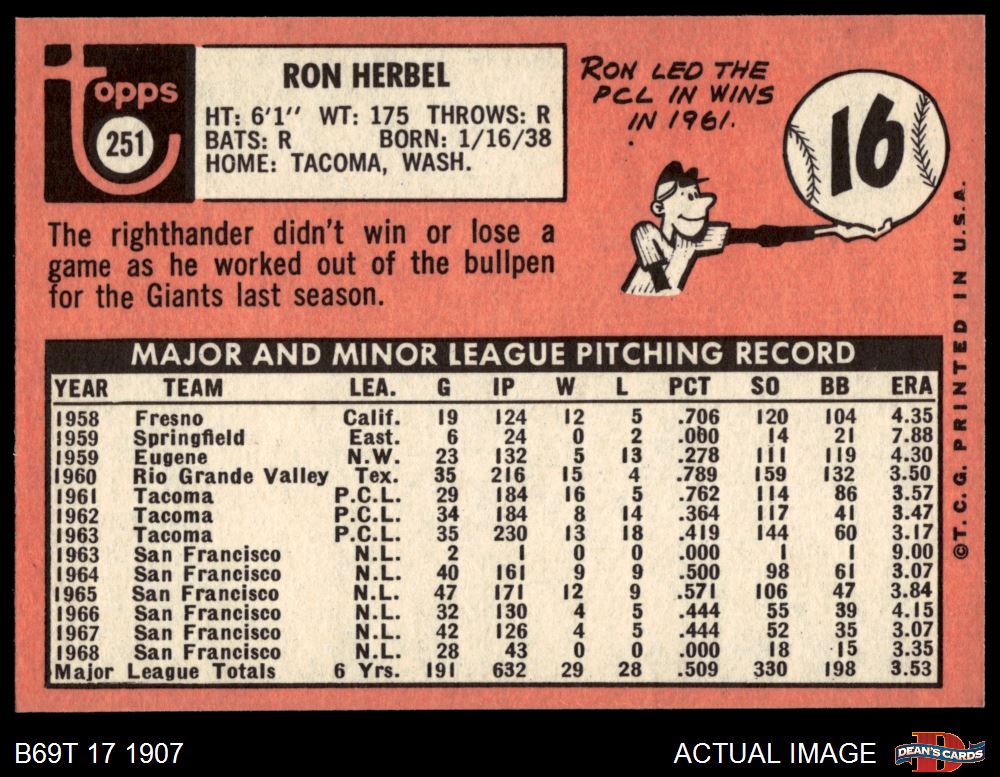 Topps
251
RON HERBEL
HT: 6'1" WT: 175 THROWS: R
BATS: R BORN: 1/16/38
HOME: TACOMA, WASH.
RON LED THE
PCL IN WINS
IN 1961.
16
The righthander didn't win or lose a
game as he worked out of the bullpen
for the Giants last season.
MAJOR AND MINOR LEAGUE PITCHING RECORD
YEAR TEAM LEA. G IP W L PCT SO BB ERA
1958 Fresno Calif. 19 124 12 5 .706 120 104 4.35
1959 Springfield East. 6 24 0 2 .000 14 21 7.88
1959 Eugene N.W. 23 132 5 13 .278 111 119 4.30
1960 Rio Grande Valley Tex. 35 216 15 4 .789 159 132 3.50
1961 Tacoma P.C.L. 29 184 16 5 .762 114 86 3.57
1962 Tacoma P.C.L. 34 184 8 14 .364 117 41 3.47
1963 Tacoma P.C.L. 35 230 13 18 .419 144 60 3.17
1963 San Francisco N.L. 2 1 0 0 .000 1 1 9.00
1964 San Francisco N.L. 40 161 9 9 .500 98 61 3.07
1965 San Francisco N.L. 47 171 12 9 .571 106 47 3.84
1966 San Francisco N.L. 32 130 4 5 .444 55 39 4.15
1967 San Francisco N.L. 42 126 4 5 .444 52 35 3.07
1968 San Francisco N.L. 28 43 0 0 .000 18 15 3.35
Major League Totals 6 Yrs. 191 632 29 28 .509 330 198 3.53
©T.C.G. PRINTED IN U.S.A.
B69T 17 1907
ACTUAL IMAGE
D
DEAN'S CARDS